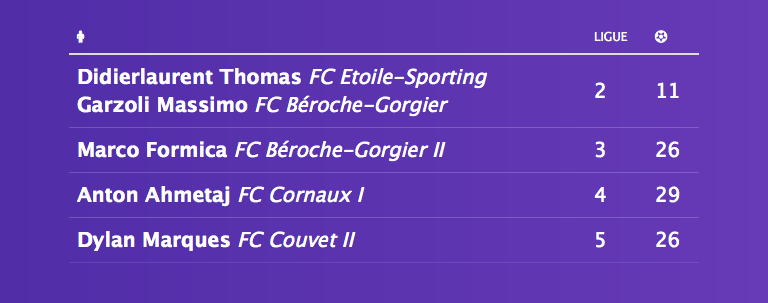 LIGUE
Didierlaurent Thomas FC Etoile-Sporting 2 11
Garzoli Massimo FC Béroche-Gorgier
Marco Formica FC Béroche-Gorgier II 3 26
Anton Ahmetaj FC Cornaux I 4 29
Dylan Marques FC Couvet II 5 26